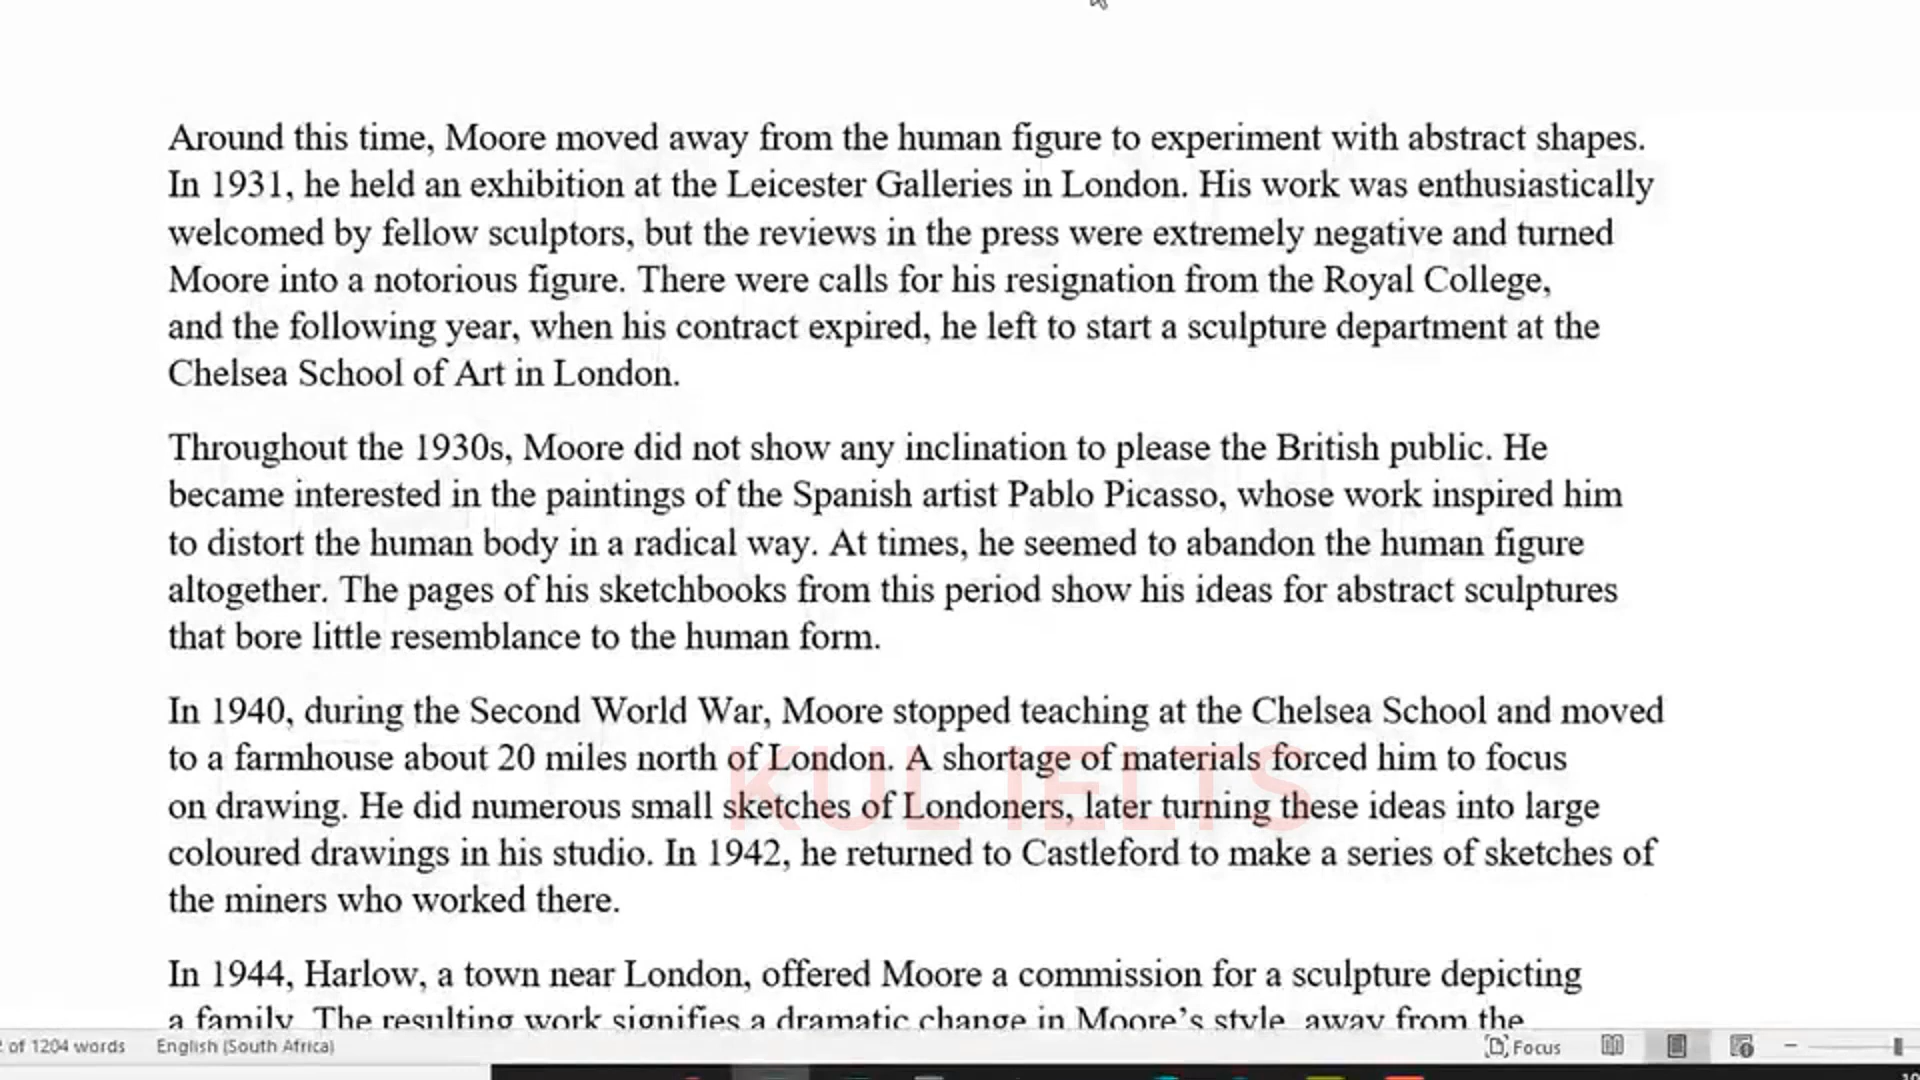 Around this time, Moore moved away from the human figure to experiment with abstract shapes.
In 1931, he held an exhibition at the Leicester Galleries in London. His work was enthusiastically
welcomed by fellow sculptors, but the reviews in the press were extremely negative and turned
Moore into a notorious figure. There were calls for his resignation from the Royal College,
and the following year, when his contract expired, he left to start a sculpture department at the
Chelsea School of Art in London.
Throughout the 1930s, Moore did not show any inclination to please the British public. He
became interested in the paintings of the Spanish artist Pablo Picasso, whose work inspired him
to distort the human body in a radical way. At times, he seemed to abandon the human figure
altogether. The pages of his sketchbooks from this period show his ideas for abstract sculptures
that bore little resemblance to the human form.
In 1940, during the Second World War, Moore stopped teaching at the Chelsea School and moved
to a farmhouse about 20 miles north of London. A shortage of materials forced him to focus
on drawing. He did numerous small sketches of Londoners, later turning these ideas into large
coloured drawings in his studio. In 1942, he returned to Castleford to make a series of sketches of
the miners who worked there.
KUL IELTS
In 1944, Harlow, a town near London, offered Moore a commission for a sculpture depicting
a family. The resulting work signifies a dramatic change in Moore's style, away from the
of 1204 words English (South Africa) Focus